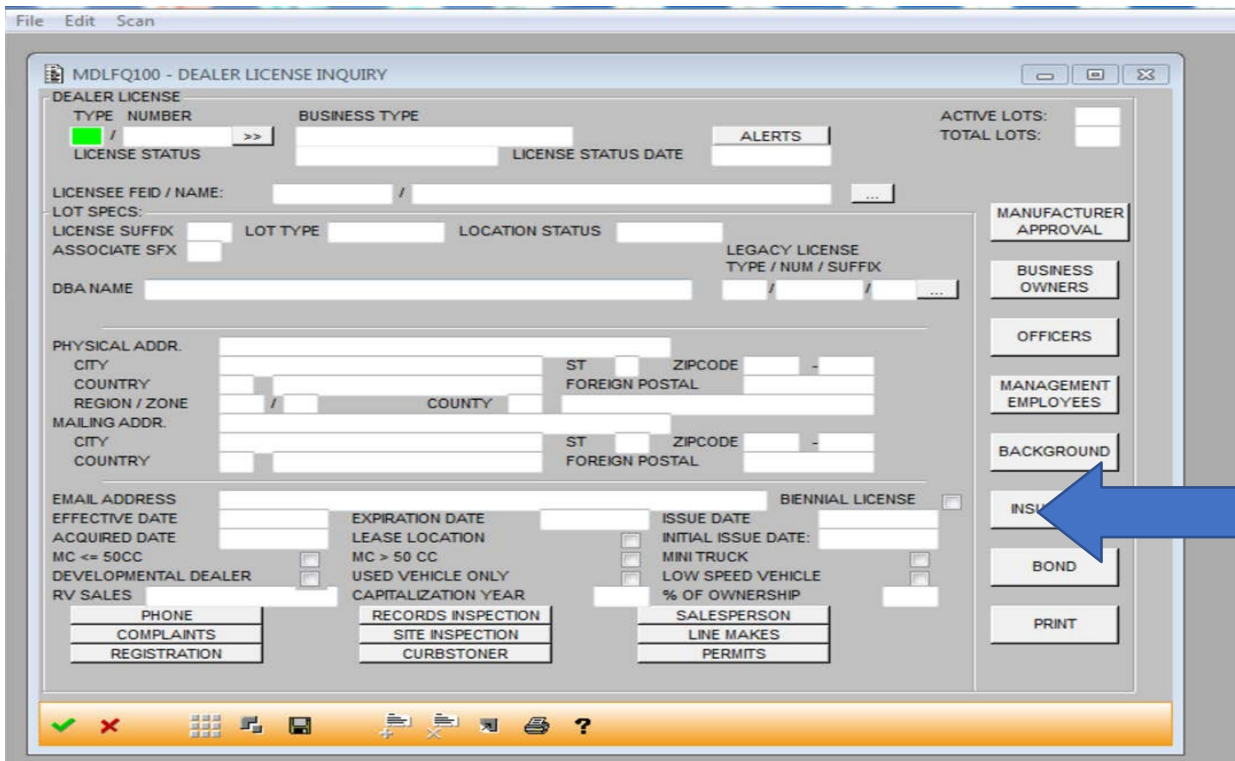 File Edit Scan
MDLFQ100 - DEALER LICENSE INQUIRY
DEALER LICENSE
TYPE NUMBER BUSINESS TYPE ACTIVE LOTS:
/ >> ALERTS TOTAL LOTS:
LICENSE STATUS LICENSE STATUS DATE
LICENSEE FEID / NAME: / ...
LOT SPECS:
LICENSE SUFFIX LOT TYPE LOCATION STATUS
ASSOCIATE SFX LEGACY LICENSE
TYPE / NUM / SUFFIX
DBA NAME / / ...
PHYSICAL ADDR.
CITY ST ZIPCODE -
COUNTRY FOREIGN POSTAL
REGION / ZONE / COUNTY
MAILING ADDR.
CITY ST ZIPCODE -
COUNTRY FOREIGN POSTAL
EMAIL ADDRESS BIENNIAL LICENSE
EFFECTIVE DATE EXPIRATION DATE ISSUE DATE
ACQUIRED DATE LEASE LOCATION INITIAL ISSUE DATE:
MC <= 50CC MC > 50 CC MINI TRUCK
DEVELOPMENTAL DEALER USED VEHICLE ONLY LOW SPEED VEHICLE
RV SALES CAPITALIZATION YEAR % OF OWNERSHIP
PHONE RECORDS INSPECTION SALESPERSON
COMPLAINTS SITE INSPECTION LINE MAKES
REGISTRATION CURBSTONER PERMITS
MANUFACTURER
APPROVAL
BUSINESS
OWNERS
OFFICERS
MANAGEMENT
EMPLOYEES
BACKGROUND
BOND
PRINT
?